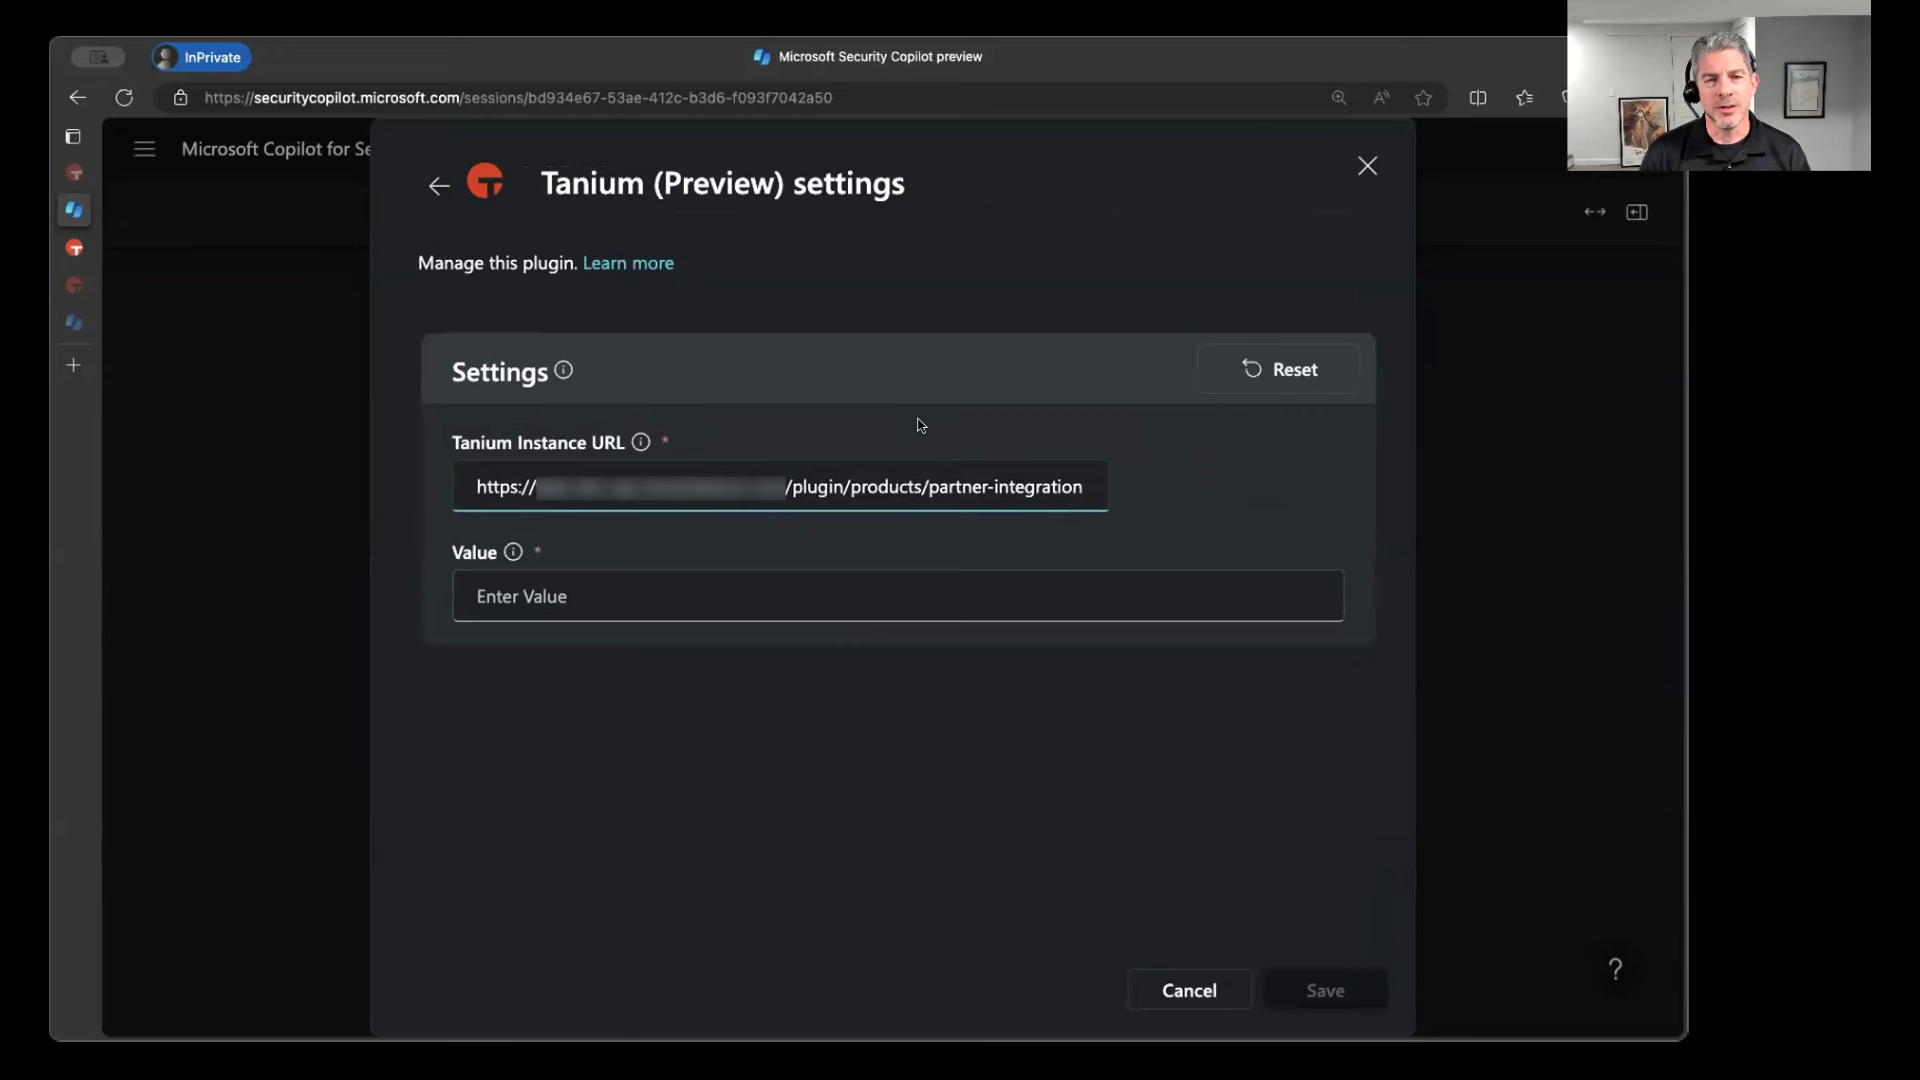 InPrivate
Microsoft Security Copilot preview
https://securitycopilot.microsoft.com/sessions/bd934e67-53ae-412c-b3d6-f093f7042a50
Microsoft Copilot for Se
Tanium (Preview) settings
Manage this plugin. Learn more
Settings
Reset
Tanium Instance URL *
https:// /plugin/products/partner-integration
Value *
Enter Value
Cancel
Save